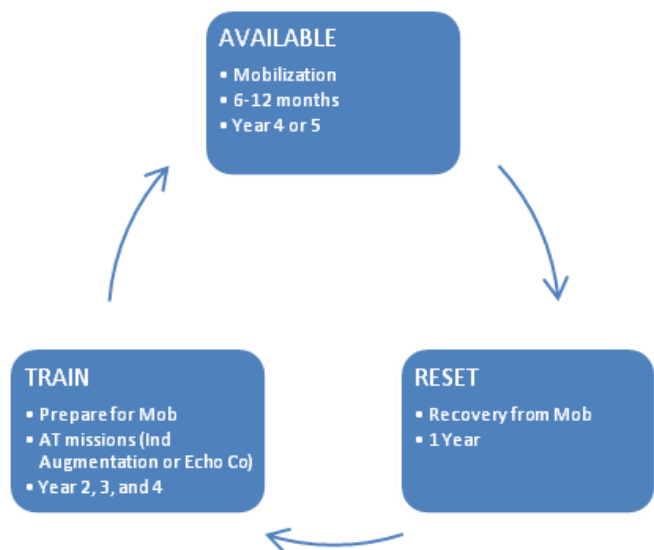 AVAILABLE
• Mobilization
• 6-12 months
• Year 4 or 5
TRAIN
• Prepare for Mob
• AT missions (Ind
Augmentation or Echo Co)
• Year 2, 3, and 4
RESET
• Recovery from Mob
• 1 Year